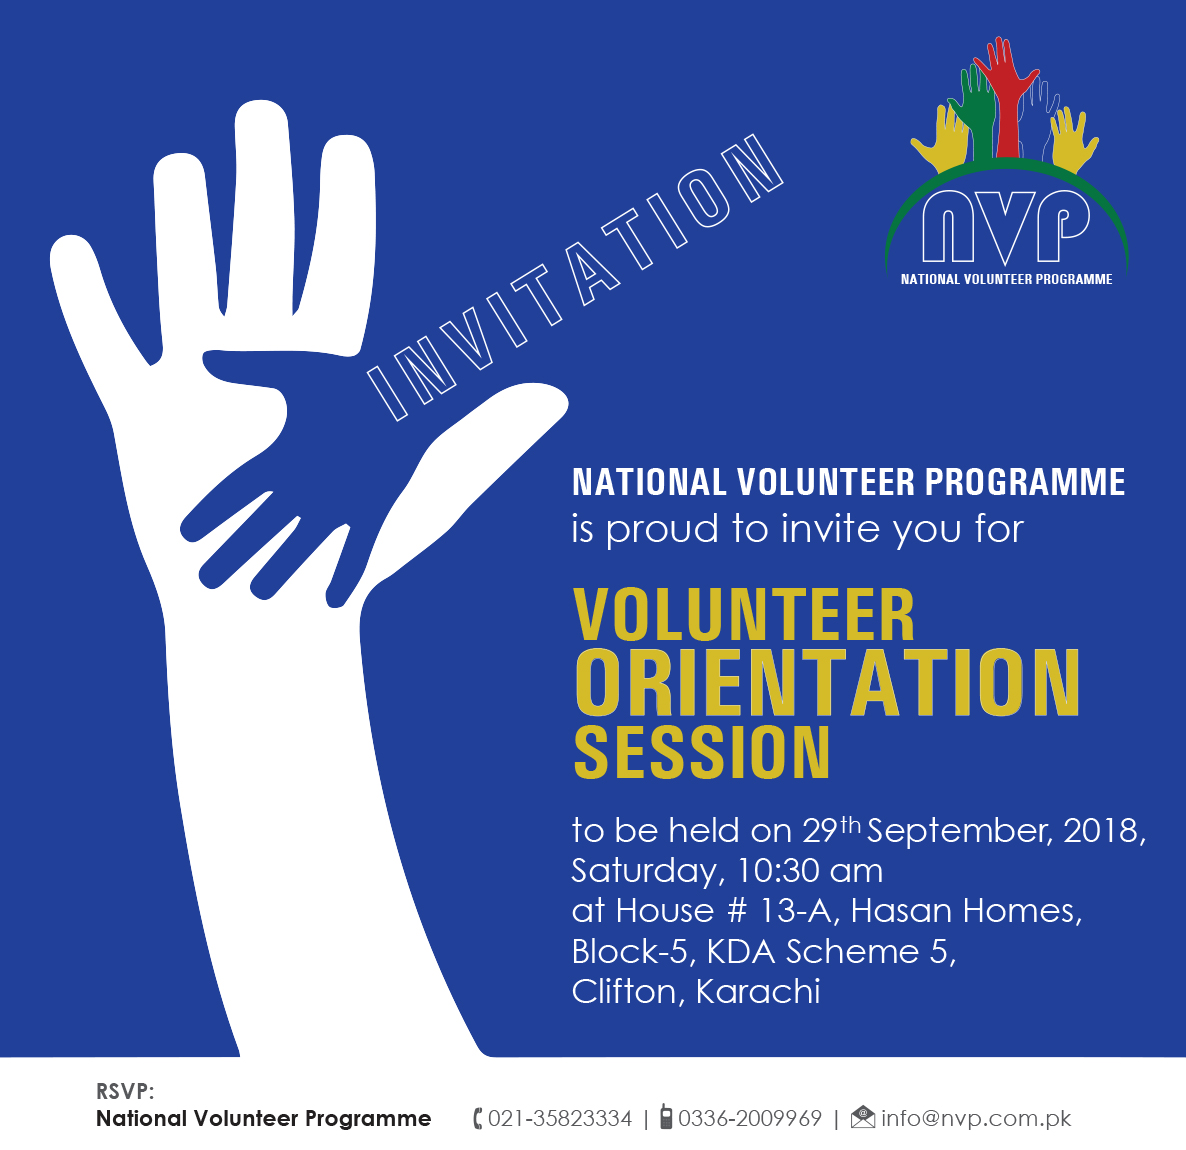 INVITATION
NVP
NATIONAL VOLUNTEER PROGRAMME
NATIONAL VOLUNTEER PROGRAMME
is proud to invite you for
VOLUNTEER
ORIENTATION
SESSION
to be held on 29th September, 2018,
Saturday, 10:30 am
at House # 13-A, Hasan Homes,
Block-5, KDA Scheme 5,
Clifton, Karachi
RSVP:
National Volunteer Programme 021-35823334 | 0336-2009969 | info@nvp.com.pk